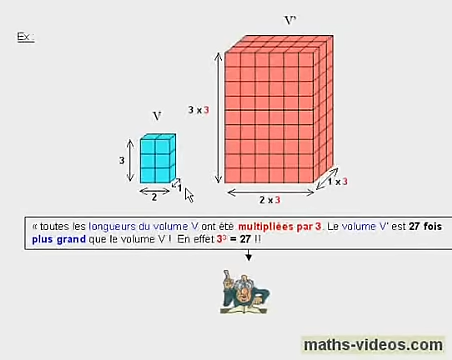 Ex :
V'
3 x 3
V
3
2
1
1 x 3
2 x 3
« toutes les longueurs du volume V ont été multipliées par 3. Le volume V' est 27 fois
plus grand que le volume V ! En effet 3³ = 27 !!
maths-videos.com